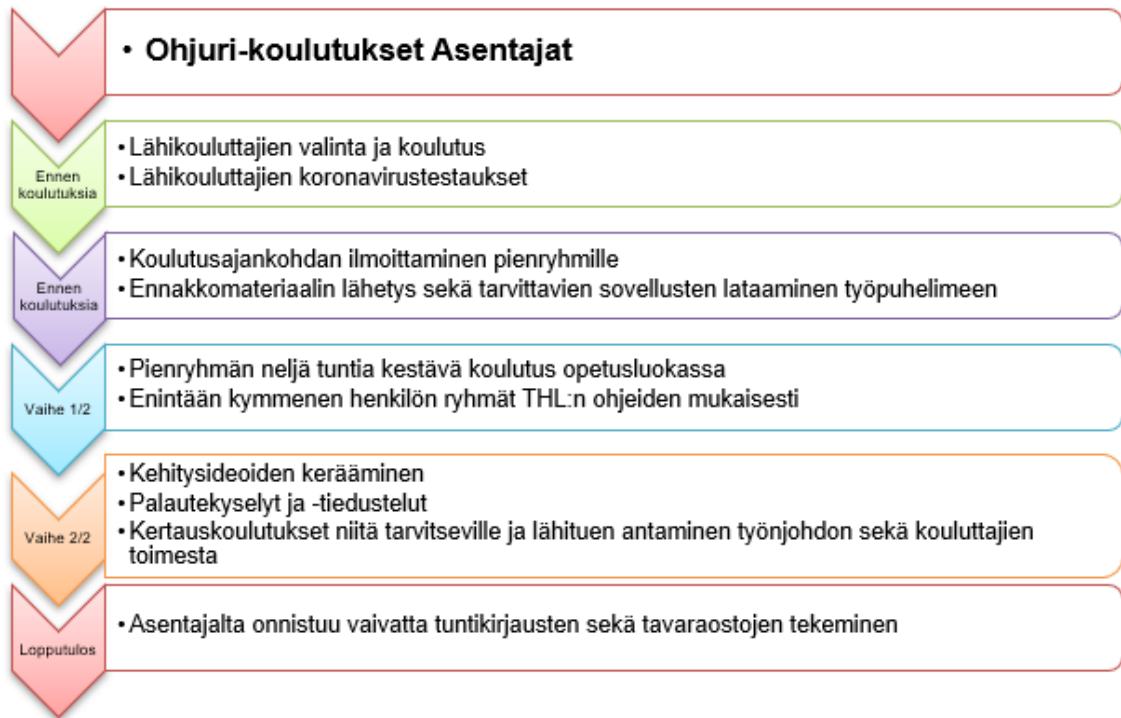 • Ohjuri-koulutukset Asentajat
Ennen
koulutuksia
• Lähikouluttajien valinta ja koulutus
• Lähikouluttajien koronavirustestaukset
Ennen
koulutuksia
• Koulutusajankohdan ilmoittaminen pienryhmille
• Ennakkomateriaalin lähetys sekä tarvittavien sovellusten lataaminen työpuhelimeen
Vaihe 1/2
• Pienryhmän neljä tuntia kestävä koulutus opetusluokassa
• Enintään kymmenen henkilön ryhmät THL:n ohjeiden mukaisesti
Vaihe 2/2
• Kehitysideoiden kerääminen
• Palautekyselyt ja -tiedustelut
• Kertauskoulutukset niitä tarvitseville ja lähituen antaminen työnjohdon sekä kouluttajien
toimesta
Lopputulos
• Asentajalta onnistuu vaivatta tuntikirjausten sekä tavaraostojen tekeminen